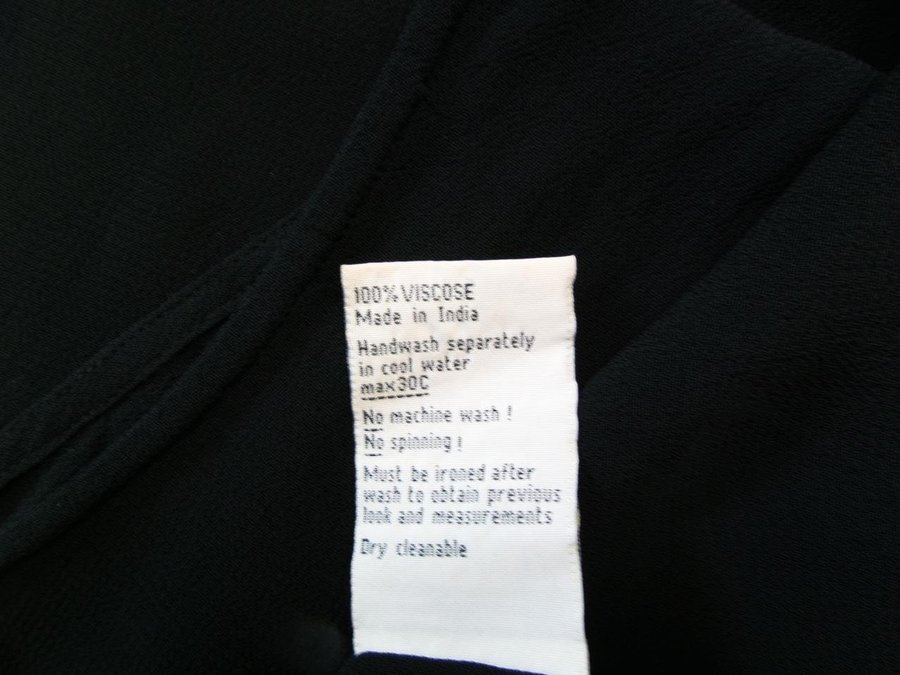 100% VISCOSE
Made in India
Handwash separately
in cool water
max30C
No machine wash !
No spinning !
Must be ironed after
wash to obtain previous
look and measurements
Dry cleanable